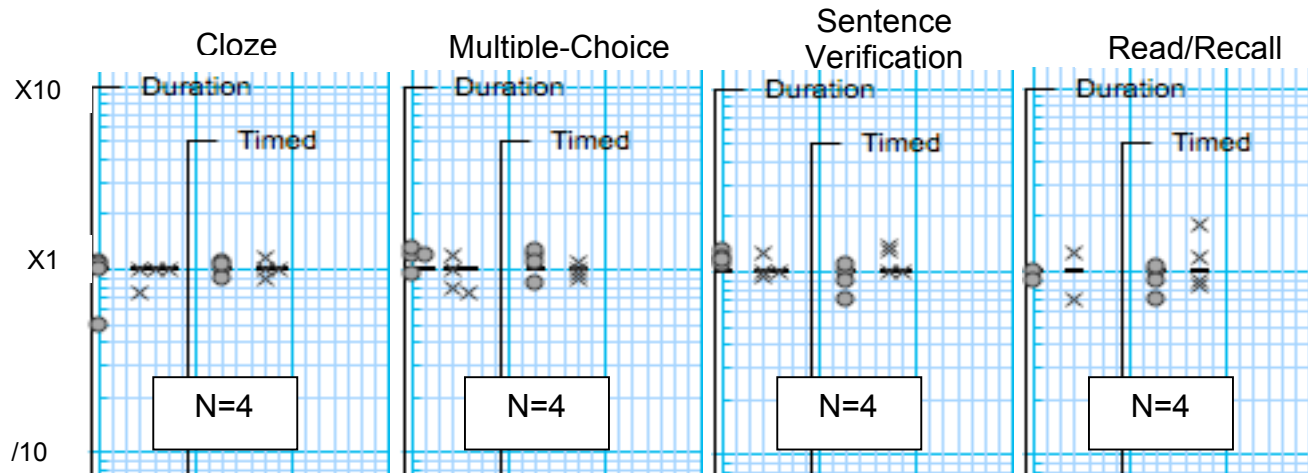 Cloze
Multiple-Choice
Sentence
Verification
Read/Recall
X10
Duration
Duration
Duration
Duration
Timed
Timed
Timed
Timed
X1
N=4
N=4
N=4
N=4
/10